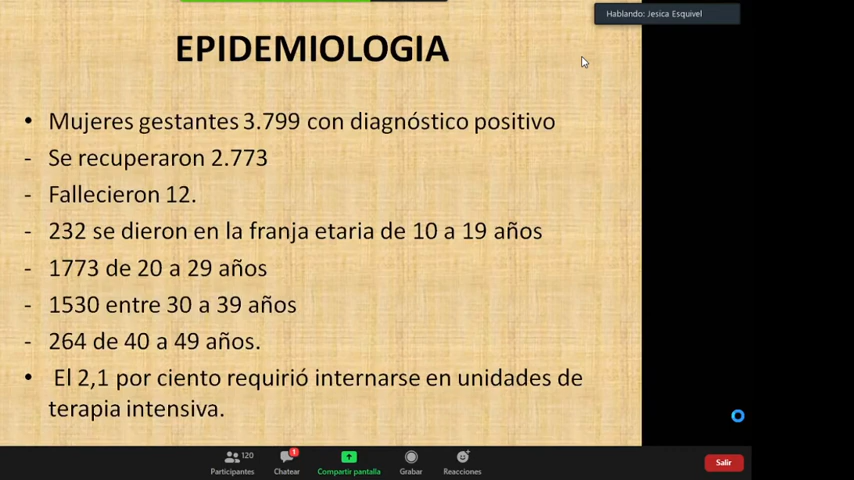 Hablando: Jesica Esquivel
EPIDEMIOLOGIA
• Mujeres gestantes 3.799 con diagnóstico positivo
- Se recuperaron 2.773
- Fallecieron 12.
- 232 se dieron en la franja etaria de 10 a 19 años
- 1773 de 20 a 29 años
- 1530 entre 30 a 39 años
- 264 de 40 a 49 años.
• El 2,1 por ciento requirió internarse en unidades de
terapia intensiva.
120
1
Participantes
Chatear
Compartir pantalla
Grabar
Reacciones
Salir